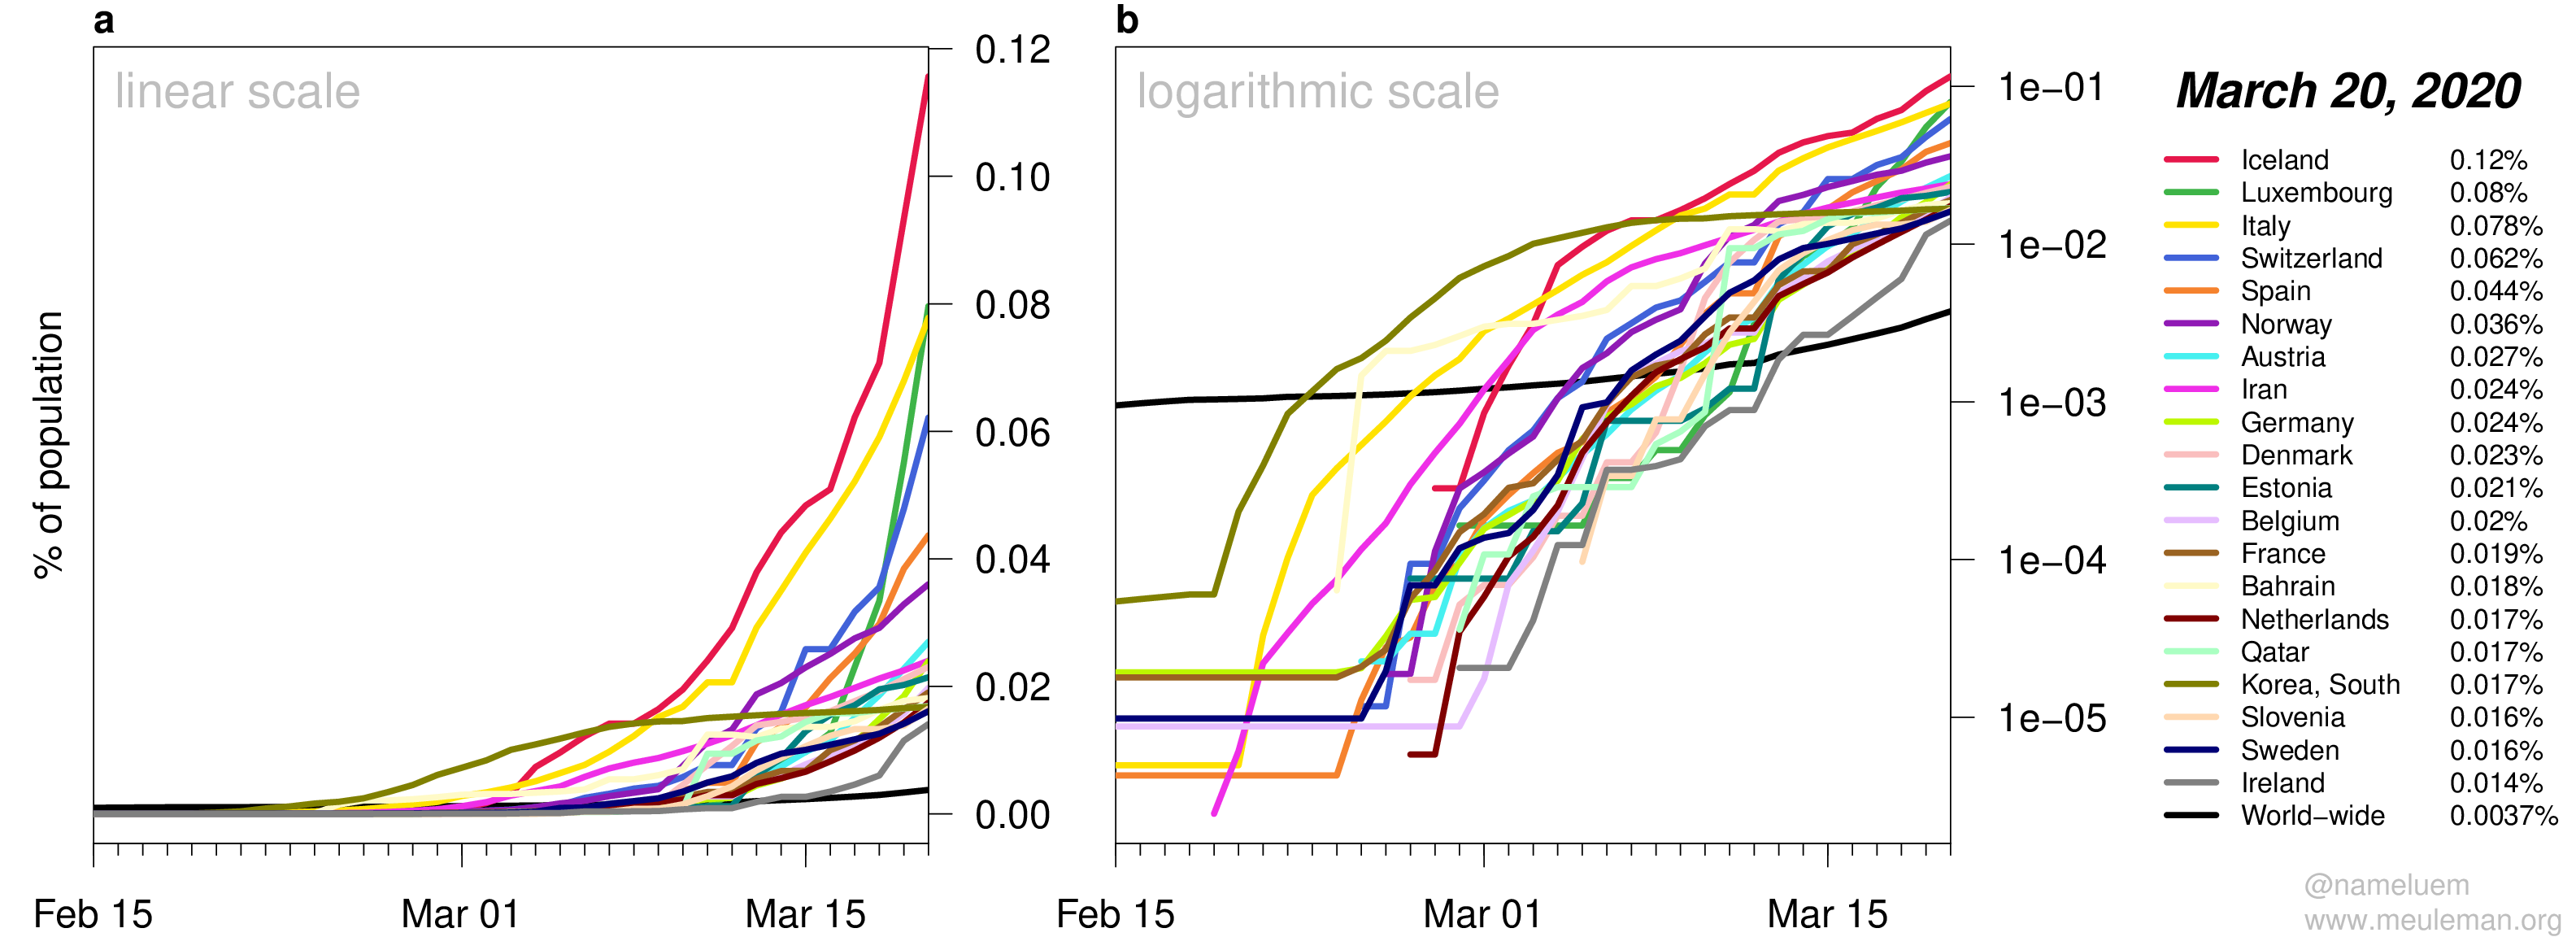 a
linear scale
% of population
0.12
0.10
0.08
0.06
0.04
0.02
0.00
Feb 15
Mar 01
Mar 15
b
logarithmic scale
1e−01
1e−02
1e−03
1e−04
1e−05
Feb 15
Mar 01
Mar 15
March 20, 2020
Iceland 0.12%
Luxembourg 0.08%
Italy 0.078%
Switzerland 0.062%
Spain 0.044%
Norway 0.036%
Austria 0.027%
Iran 0.024%
Germany 0.024%
Denmark 0.023%
Estonia 0.021%
Belgium 0.02%
France 0.019%
Bahrain 0.018%
Netherlands 0.017%
Qatar 0.017%
Korea, South 0.017%
Slovenia 0.016%
Sweden 0.016%
Ireland 0.014%
World−wide 0.0037%
@nameluem
www.meuleman.org